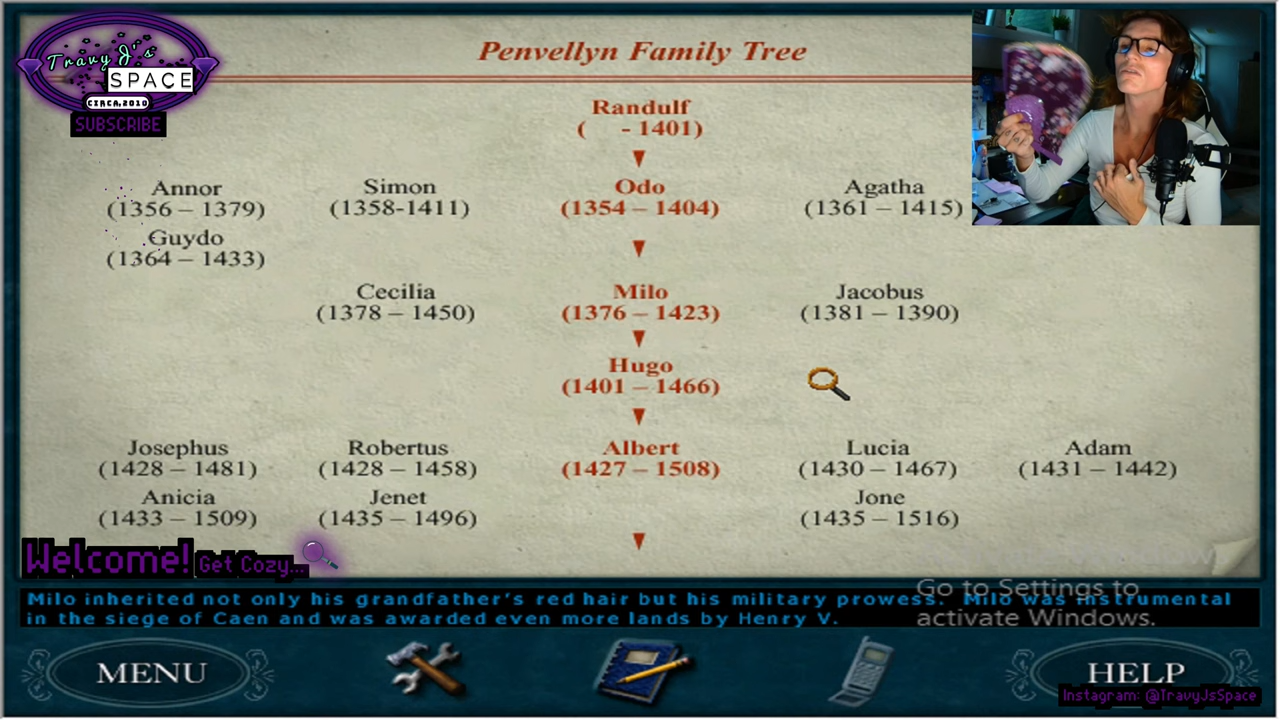 Travy J's
SPACE
CIRCA.2010
SUBSCRIBE
Penvellyn Family Tree
Randulf
( - 1401)
Annor
(1356 – 1379)
Simon
(1358-1411)
Odo
(1354 – 1404)
Agatha
(1361 – 1415)
Guydo
(1364 – 1433)
Cecilia
(1378 – 1450)
Milo
(1376 – 1423)
Jacobus
(1381 – 1390)
Hugo
(1401 – 1466)
Josephus
(1428 – 1481)
Robertus
(1428 – 1458)
Albert
(1427 – 1508)
Lucia
(1430 – 1467)
Adam
(1431 – 1442)
Anicia
(1433 – 1509)
Jenet
(1435 – 1496)
Jone
(1435 – 1516)
Welcome! Get Cozy...
Go to Settings to
activate Windows.
Milo inherited not only his grandfather's red hair but his military prowess. Milo was instrumental
in the siege of Caen and was awarded even more lands by Henry V.
MENU
HELP
Instagram: @TravyJsSpace